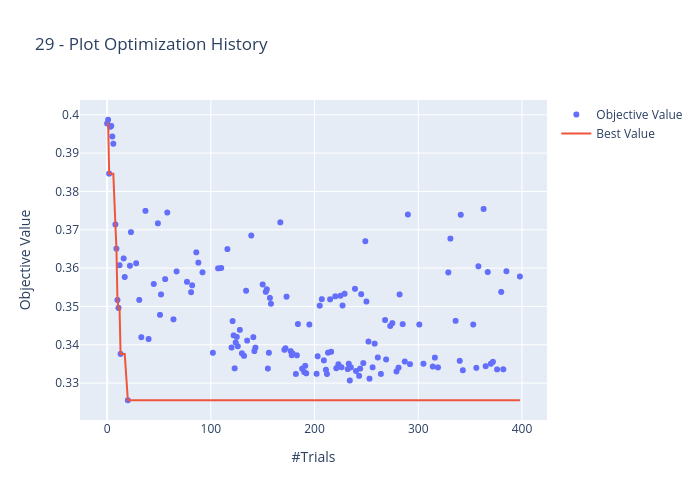 29 - Plot Optimization History
0.4
0.39
0.38
0.37
0.36
0.35
0.34
0.33
Objective Value
0
100
200
300
400
#Trials
Objective Value
Best Value